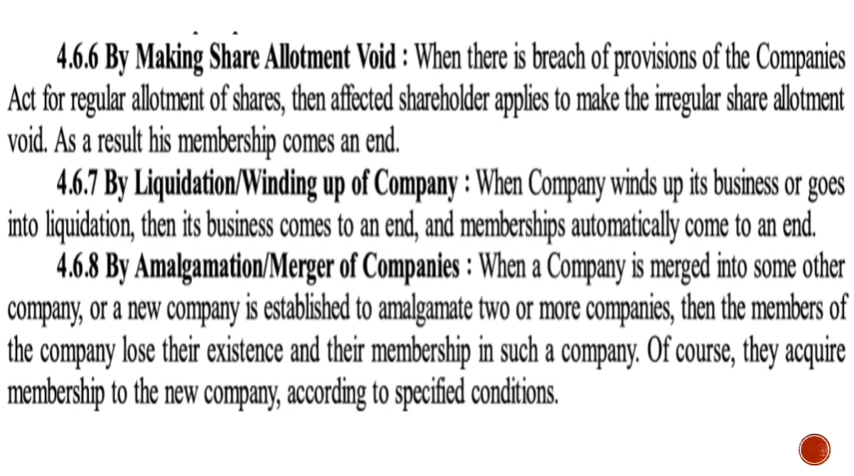 4.6.6 By Making Share Allotment Void : When there is breach of provisions of the Companies
Act for regular allotment of shares, then affected shareholder applies to make the irregular share allotment
void. As a result his membership comes an end.
4.6.7 By Liquidation/Winding up of Company : When Company winds up its business or goes
into liquidation, then its business comes to an end, and memberships automatically come to an end.
4.6.8 By Amalgamation/Merger of Companies : When a Company is merged into some other
company, or a new company is established to amalgamate two or more companies, then the members of
the company lose their existence and their membership in such a company. Of course, they acquire
membership to the new company, according to specified conditions.